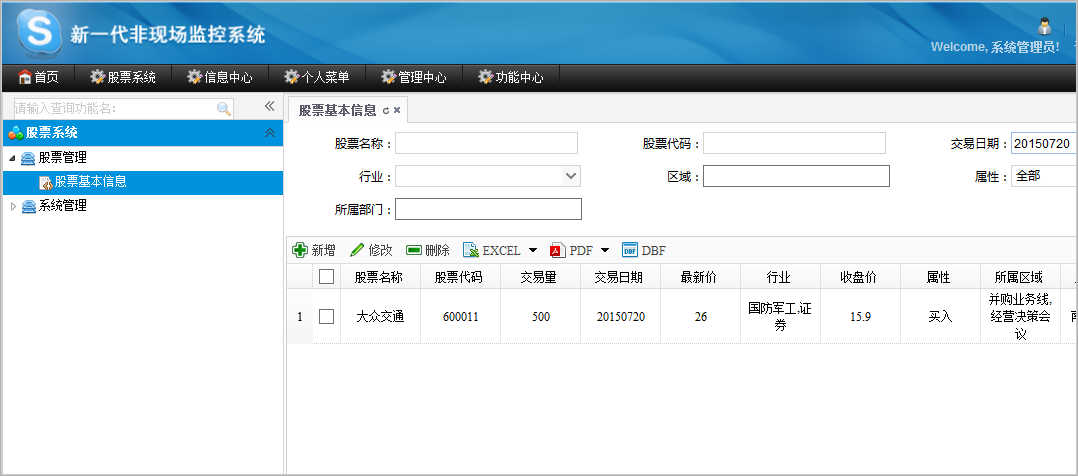 新一代非现场监控系统
Welcome, 系统管理员!
首页 股票系统 信息中心 个人菜单 管理中心 功能中心
请输入查询功能名:
股票系统
股票管理
股票基本信息
系统管理
股票基本信息
股票名称: 股票代码: 交易日期: 20150720
行业: 区域: 属性: 全部
所属部门:
新增 修改 删除 EXCEL PDF DBF
股票名称 股票代码 交易量 交易日期 最新价 行业 收盘价 属性 所属区域
1 大众交通 600011 500 20150720 26 国防军工,证券 15.9 买入 并购业务线,经营决策会议